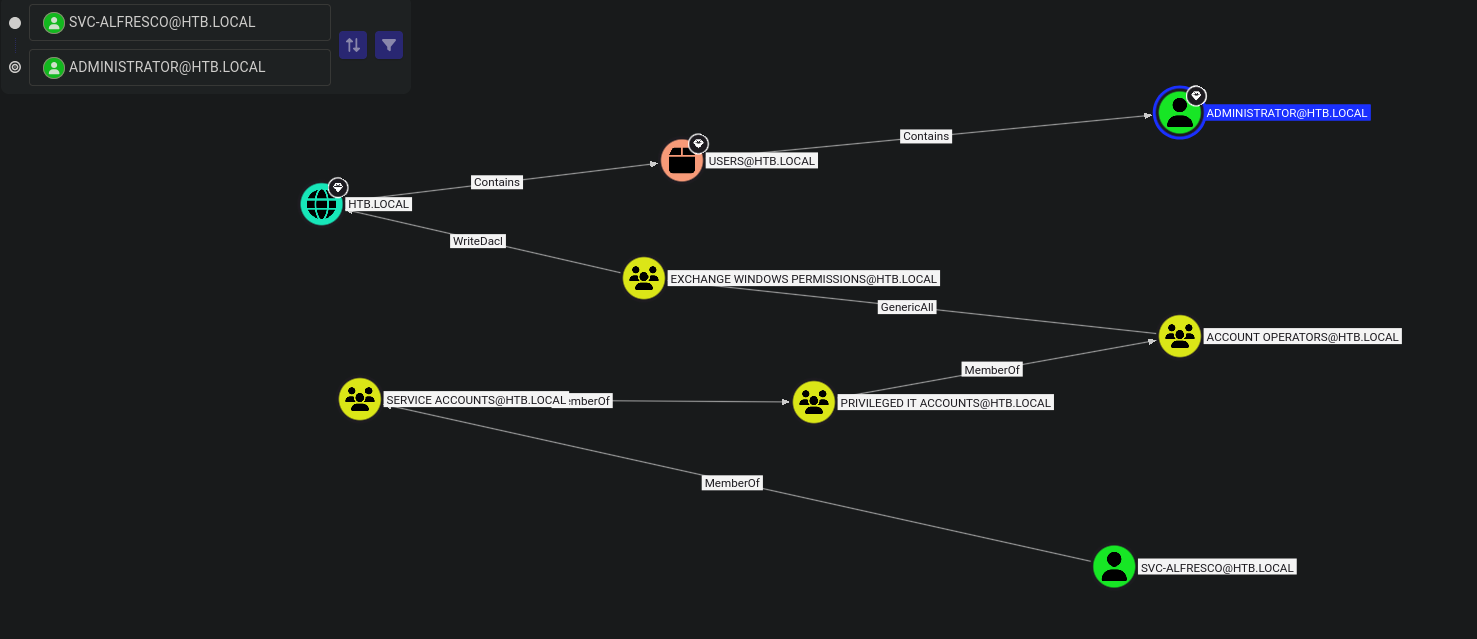 SVC-ALFRESCO@HTB.LOCAL
ADMINISTRATOR@HTB.LOCAL
ADMINISTRATOR@HTB.LOCAL
Contains
USERS@HTB.LOCAL
Contains
HTB.LOCAL
WriteDacl
EXCHANGE WINDOWS PERMISSIONS@HTB.LOCAL
GenericAll
ACCOUNT OPERATORS@HTB.LOCAL
MemberOf
SERVICE ACCOUNTS@HTB.LOCAL
mberOf
PRIVILEGED IT ACCOUNTS@HTB.LOCAL
MemberOf
SVC-ALFRESCO@HTB.LOCAL